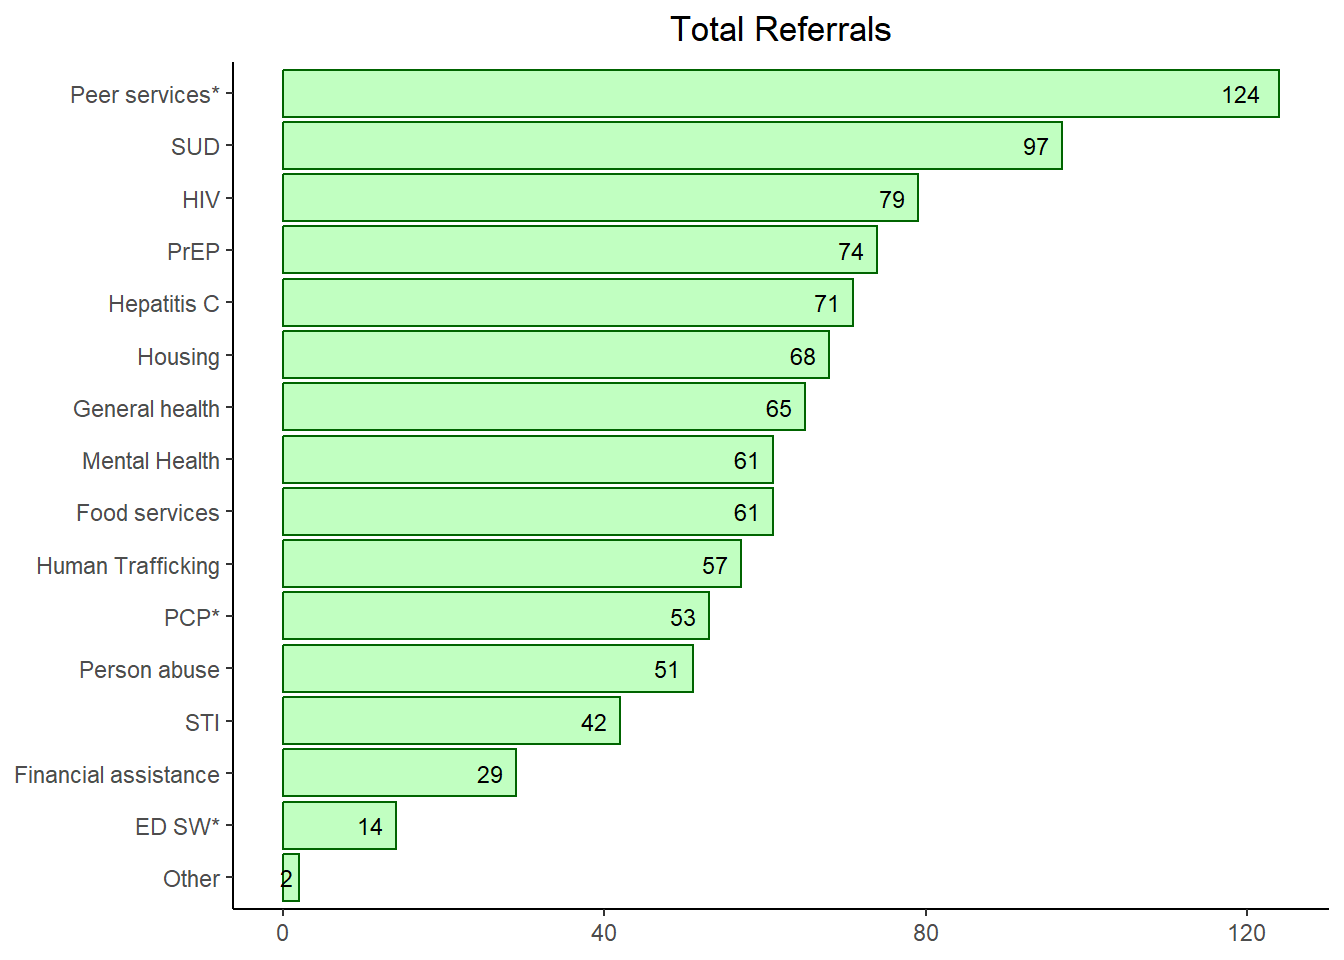 Total Referrals
Peer services* 124
SUD 97
HIV 79
PrEP 74
Hepatitis C 71
Housing 68
General health 65
Mental Health 61
Food services 61
Human Trafficking 57
PCP* 53
Person abuse 51
STI 42
Financial assistance 29
ED SW* 14
Other 2
0 40 80 120